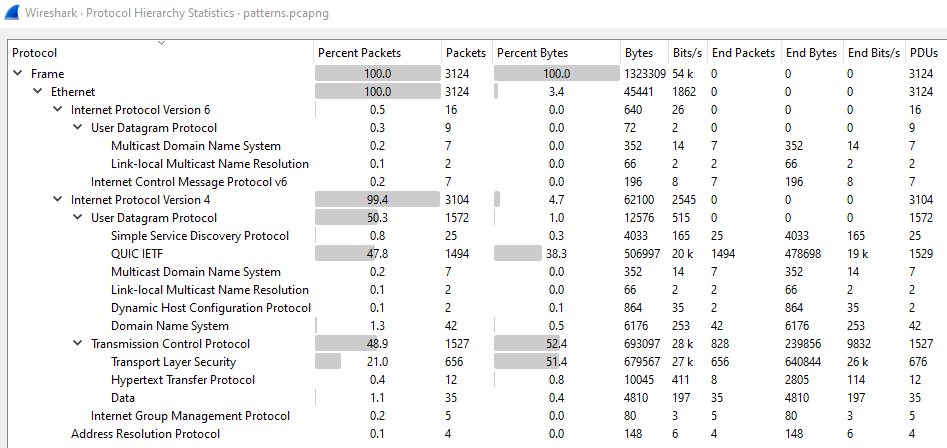 Wireshark · Protocol Hierarchy Statistics · patterns.pcapng
Protocol Percent Packets Packets Percent Bytes Bytes Bits/s End Packets End Bytes End Bits/s PDUs
Frame 100.0 3124 100.0 1323309 54 k 0 0 0 3124
Ethernet 100.0 3124 3.4 45441 1862 0 0 0 3124
Internet Protocol Version 6 0.5 16 0.0 640 26 0 0 0 16
User Datagram Protocol 0.3 9 0.0 72 2 0 0 0 9
Multicast Domain Name System 0.2 7 0.0 352 14 7 352 14 7
Link-local Multicast Name Resolution 0.1 2 0.0 66 2 2 66 2 2
Internet Control Message Protocol v6 0.2 7 0.0 196 8 7 196 8 7
Internet Protocol Version 4 99.4 3104 4.7 62100 2545 0 0 0 3104
User Datagram Protocol 50.3 1572 1.0 12576 515 0 0 0 1572
Simple Service Discovery Protocol 0.8 25 0.3 4033 165 25 4033 165 25
QUIC IETF 47.8 1494 38.3 506997 20 k 1494 478698 19 k 1529
Multicast Domain Name System 0.2 7 0.0 352 14 7 352 14 7
Link-local Multicast Name Resolution 0.1 2 0.0 66 2 2 66 2 2
Dynamic Host Configuration Protocol 0.1 2 0.1 864 35 2 864 35 2
Domain Name System 1.3 42 0.5 6176 253 42 6176 253 42
Transmission Control Protocol 48.9 1527 52.4 693097 28 k 828 239856 9832 1527
Transport Layer Security 21.0 656 51.4 679567 27 k 656 640844 26 k 676
Hypertext Transfer Protocol 0.4 12 0.8 10045 411 8 2805 114 12
Data 1.1 35 0.4 4810 197 35 4810 197 35
Internet Group Management Protocol 0.2 5 0.0 80 3 5 80 3 5
Address Resolution Protocol 0.1 4 0.0 148 6 4 148 6 4